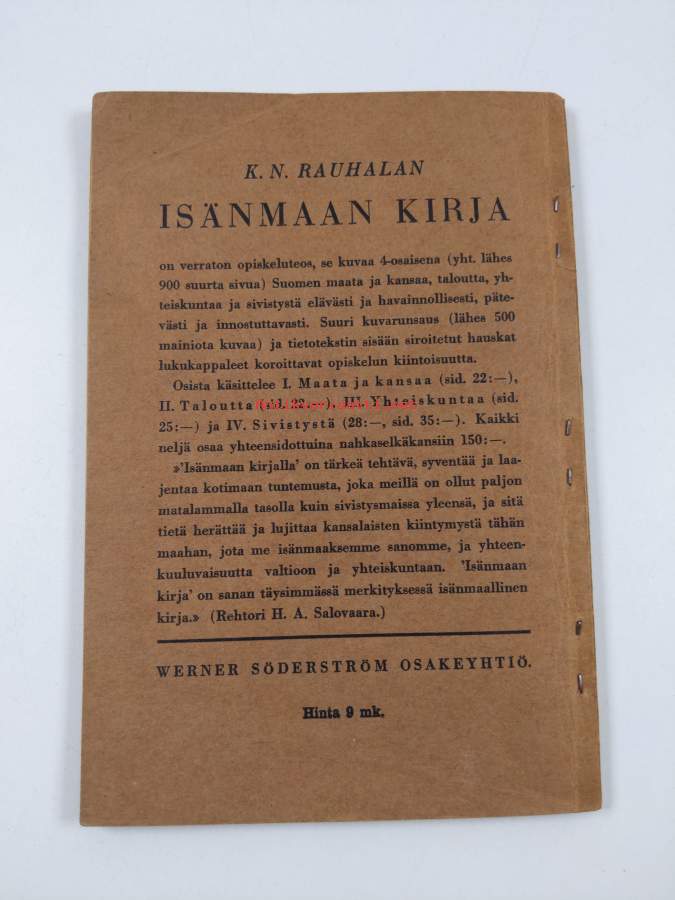 K. N. RAUHALAN
ISÄNMAAN KIRJA
on verraton opiskeluteos, se kuvaa 4-osaisena (yht. lähes
900 suurta sivua) Suomen maata ja kansaa, taloutta, yh-
teiskuntaa ja sivistystä elävästi ja havainnollisesti, päte-
västi ja innostuttavasti. Suuri kuvarunsaus (lähes 500
mainiota kuvaa) ja tietotekstin sisään siroitetut hauskat
lukukappaleet koroittavat opiskelun kiintoisuutta.
Osista käsittelee I. Maata ja kansaa (sid. 22:—),
II. Taloutta (sid. 22:—), III. Yhteiskuntaa (sid.
25:—) ja IV. Sivistystä (28:—, sid. 35:—). Kaikki
neljä osaa yhteensidottuina nahkaselkäkansiin 150:—.
»'Isänmaan kirjalla' on tärkeä tehtävä, syventää ja laa-
jentaa kotimaan tuntemusta, joka meillä on ollut paljon
matalammalla tasolla kuin sivistysmaissa yleensä, ja sitä
tietä herättää ja lujittaa kansalaisten kiintymystä tähän
maahan, jota me isänmaaksemme sanomme, ja yhteen-
kuuluvaisuutta valtioon ja yhteiskuntaan. 'Isänmaan
kirja' on sanan täysimmässä merkityksessä isänmaallinen
kirja.» (Rehtori H. A. Salovaara.)
WERNER SÖDERSTRÖM OSAKEYHTIÖ.
Hinta 9 mk.